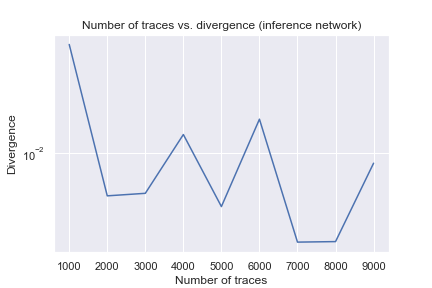 Number of traces vs. divergence (inference network)
Divergence
10⁻²
1000 2000 3000 4000 5000 6000 7000 8000 9000
Number of traces